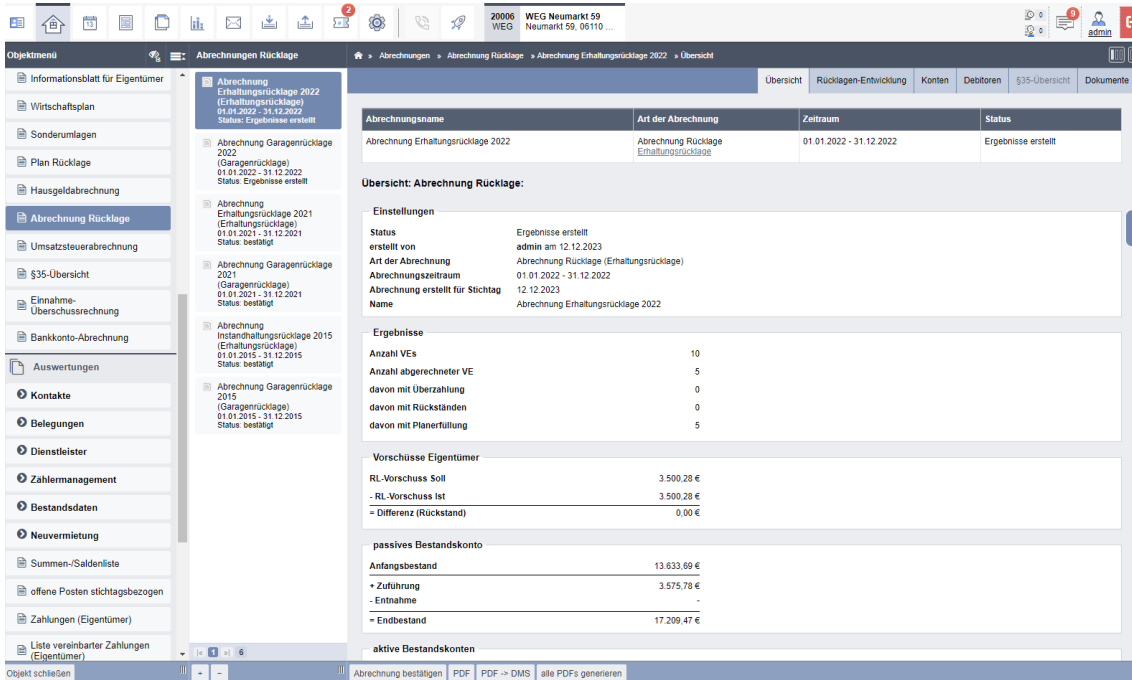 2
20006
WEG
WEG Neumarkt 59
Neumarkt 59, 06110 ...
0
0
9
admin
13
Objektmenü
Informationsblatt für Eigentümer
Wirtschaftsplan
Sonderumlagen
Plan Rücklage
Hausgeldabrechnung
Abrechnung Rücklage
Umsatzsteuerabrechnung
§35-Übersicht
Einnahme-
Überschussrechnung
Bankkonto-Abrechnung
Auswertungen
Kontakte
Belegungen
Dienstleister
Zählermanagement
Bestandsdaten
Neuvermietung
Summen-/Saldenliste
offene Posten stichtagsbezogen
Zahlungen (Eigentümer)
Liste vereinbarter Zahlungen
(Eigentümer)
Objekt schließen
Abrechnungen Rücklage
Abrechnung
Erhaltungsrücklage 2022
(Erhaltungsrücklage)
01.01.2022 - 31.12.2022
Status: Ergebnisse erstellt
Abrechnung Garagenrücklage
2022
(Garagenrücklage)
01.01.2022 - 31.12.2022
Status: Ergebnisse erstellt
Abrechnung
Erhaltungsrücklage 2021
(Erhaltungsrücklage)
01.01.2021 - 31.12.2021
Status: bestätigt
Abrechnung Garagenrücklage
2021
(Garagenrücklage)
01.01.2021 - 31.12.2021
Status: bestätigt
Abrechnung
Instandhaltungsrücklage 2015
(Erhaltungsrücklage)
01.01.2015 - 31.12.2015
Status: bestätigt
Abrechnung Garagenrücklage
2015
(Garagenrücklage)
01.01.2015 - 31.12.2015
Status: bestätigt
|« 1 »| 6
+ -
» Abrechnungen » Abrechnung Rücklage » Abrechnung Erhaltungsrücklage 2022 » Übersicht
Übersicht Rücklagen-Entwicklung Konten Debitoren §35-Übersicht Dokumente
Abrechnungsname Art der Abrechnung Zeitraum Status
Abrechnung Erhaltungsrücklage 2022 Abrechnung Rücklage 01.01.2022 - 31.12.2022 Ergebnisse erstellt
Erhaltungsrücklage
Übersicht: Abrechnung Rücklage:
Einstellungen
Status Ergebnisse erstellt
erstellt von admin am 12.12.2023
Art der Abrechnung Abrechnung Rücklage (Erhaltungsrücklage)
Abrechnungszeitraum 01.01.2022 - 31.12.2022
Abrechnung erstellt für Stichtag 12.12.2023
Name Abrechnung Erhaltungsrücklage 2022
Ergebnisse
Anzahl VEs 10
Anzahl abgerechneter VE 5
davon mit Überzahlung 0
davon mit Rückständen 0
davon mit Planerfüllung 5
Vorschüsse Eigentümer
RL-Vorschuss Soll 3.500,28 €
- RL-Vorschuss Ist 3.500,28 €
= Differenz (Rückstand) 0,00 €
passives Bestandskonto
Anfangsbestand 13.633,69 €
+ Zuführung 3.575,78 €
- Entnahme -
= Endbestand 17.209,47 €
aktive Bestandskonten
Abrechnung bestätigen PDF PDF -> DMS alle PDFs generieren